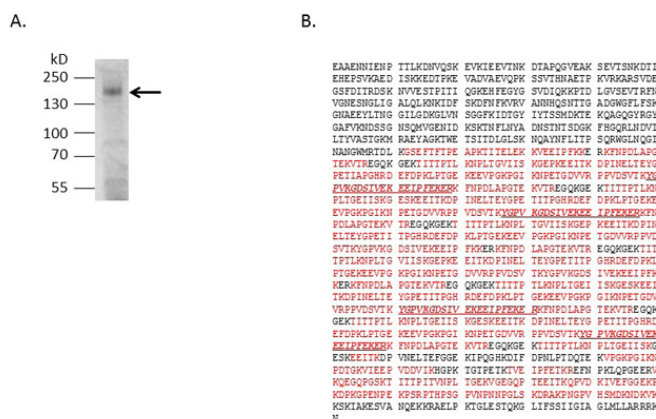 A.
B.
kD
250
130
100
70
55
EAAENNIENP TTLKDNVQSK EVKIEEVTNK DTAPQGVEAK SEVTSNKDTI
EHEPSVKAED ISKKEDTPKE VADVAEVQPK SSVTHNAETP KVRKARSVDE
GSFDITRDSK NVVESTPITI QGKEHFEGYG SVDIQKKPTD LGVSEVTRFN
VGNESNGLIG ALQLKNKIDF SKDFNFKVRV ANNHQSNTTG ADGWGFLFSK
GNAEEYLTNG GILGDKGLVN SGGFKIDTGY IYTSSMDKTE KQAGQGYRGY
GAFVKNDSSG NSQMVGENID KSKTNFLNYA DNSTNTSDGK FHGQRLNDVI
LTYVASTGKM RAEYAGKTWE TSITDLGLSK NQAYNFLITP SQRWGLNQGI
NANGWMRTDL KGSEFTFTPE APKTITELEK KVEEIPFKKE RKFNPDLAPG
TEKVTREGQK GEKTITTPTL KNPLTGVIIS KGEPKEEITK DPINELTEYG
PETIAPGHRD EFDPKLPTGE KEEVPGKPGI KNPETGDVVR PPVDSVTKYG
PVKGDSIVEK EEIPFEKERK FNPDLAPGTE KVTREGQKGE KTITTPTLKN
PLTGEIISKG ESKEEITKDP INELTEYGPE TITPGHRDEF DPKLPTGEKE
EVPGKPGIKN PETGDVVRPP VDSVTKYGPV KGDSIVEKEE IPFEKERKFN
PDLAPGTEKV TREGQKGEKT ITTPTLKNPL TGEIISKGES KEEITKDPIN
ELTEYGPETI TPGHRDEFDP KLPTGEKEEV PGKPGIKNPE TGDVVRPPVD
SVTKYGPVKG DSIVEKEEIP FKKERKFNPD LAPGTEKVTR EGQKGEKTIT
TPTLKNPLTG VIISKGEPKE EITKDPINEL TEYGPETITP GHRDEFDPKL
PTGEKEEVPG KPGIKNPETG DVVRPPVDSV TKYGPVKGDS IVEKEEIPFK
KERKFNPDLA PGTEKVTREG QKGEKTITTP TLKNPLTGEI ISKGESKEEI
TKDPINELTE YGPETITPGH RDEFDPKLPT GEKEEVPGKP GIKNPETGDV
VRPPVDSVTK YGPVKGDSIV EKEEIPFEKE RKFNPDLAPG TEKVTREGQK
GEKTITTPTL KNPLTGEIIS KGESKEEITK DPINELTEYG PETITPGHRD
EFDPKLPTGE KEEVPGKPGI KNPETGDVVR PPVDSVTKYG PVKGDSIVEK
EEIPFEKERK FNPDLAPGTE KVTREGQKGE KTITTPTLKN PLTGEIISKG
ESKEEITKDP VNELTEFGGE KIPQGHKDIF DPNLPTDQTE KVPGKPGIKN
PDTGKVIEEP VDDVIKHGPK TGTPETKTVE IPFETKREFN PKLQPGEERV
KQEGQPGSKT ITTPITVNPL TGEKVGEGQP TEEITKQPVD KIVEFGGEKP
KDPKGPENPE KPSRPTHPSG PVNPNNPGLS KDRAKPNGPV HSMDKNDKVK
KSKIAKESVA NQEKKRAELP KTGLESTQKG LIFSSIIGIA GLMLLARRRK
N